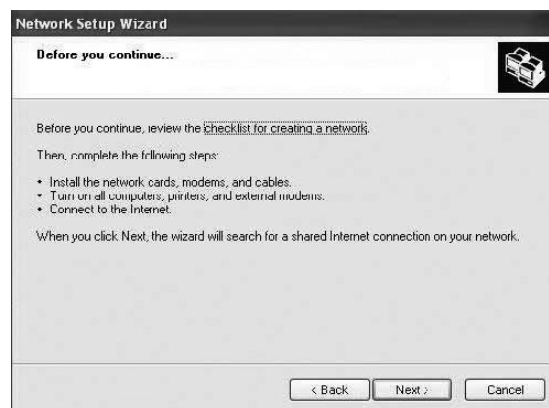 Network Setup Wizard
Before you continue...
Before you continue, review the checklist for creating a network.
Then, complete the following steps:
• Install the network cards, modems, and cables.
• Turn on all computers, printers, and external modems.
• Connect to the Internet.
When you click Next, the wizard will search for a shared Internet connection on your network.
< Back Next > Cancel